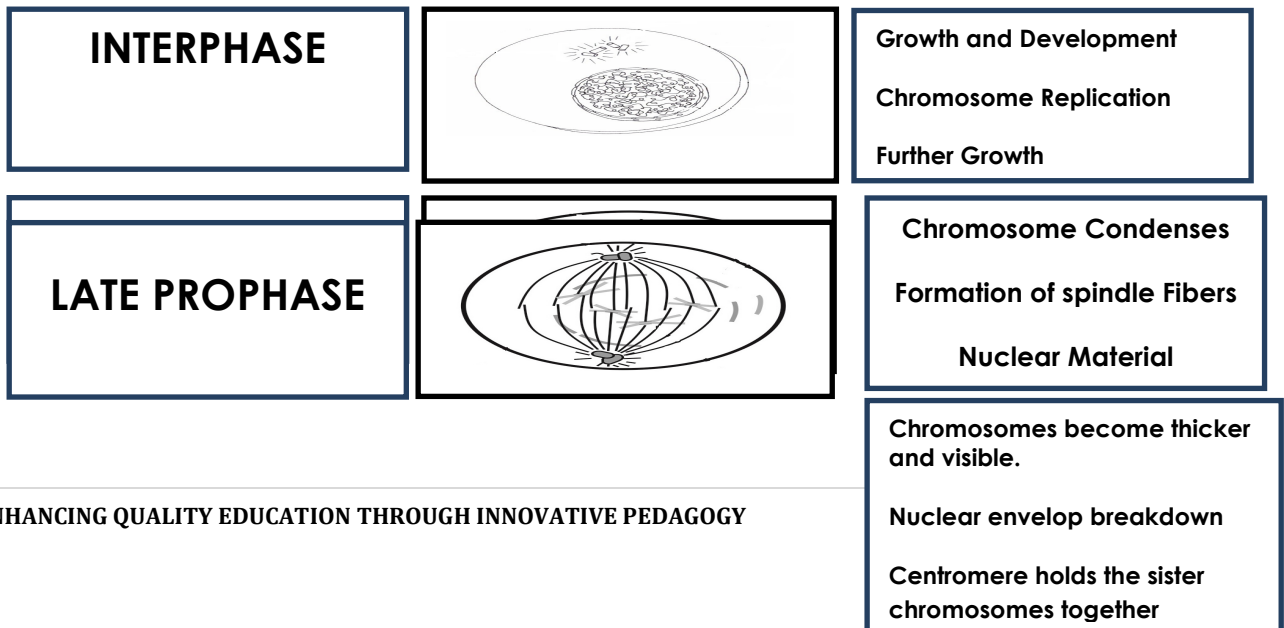 INTERPHASE
Growth and Development
Chromosome Replication
Further Growth
LATE PROPHASE
Chromosome Condenses
Formation of spindle Fibers
Nuclear Material
Chromosomes become thicker
and visible.
Nuclear envelop breakdown
Centromere holds the sister
chromosomes together
NHANCING QUALITY EDUCATION THROUGH INNOVATIVE PEDAGOGY